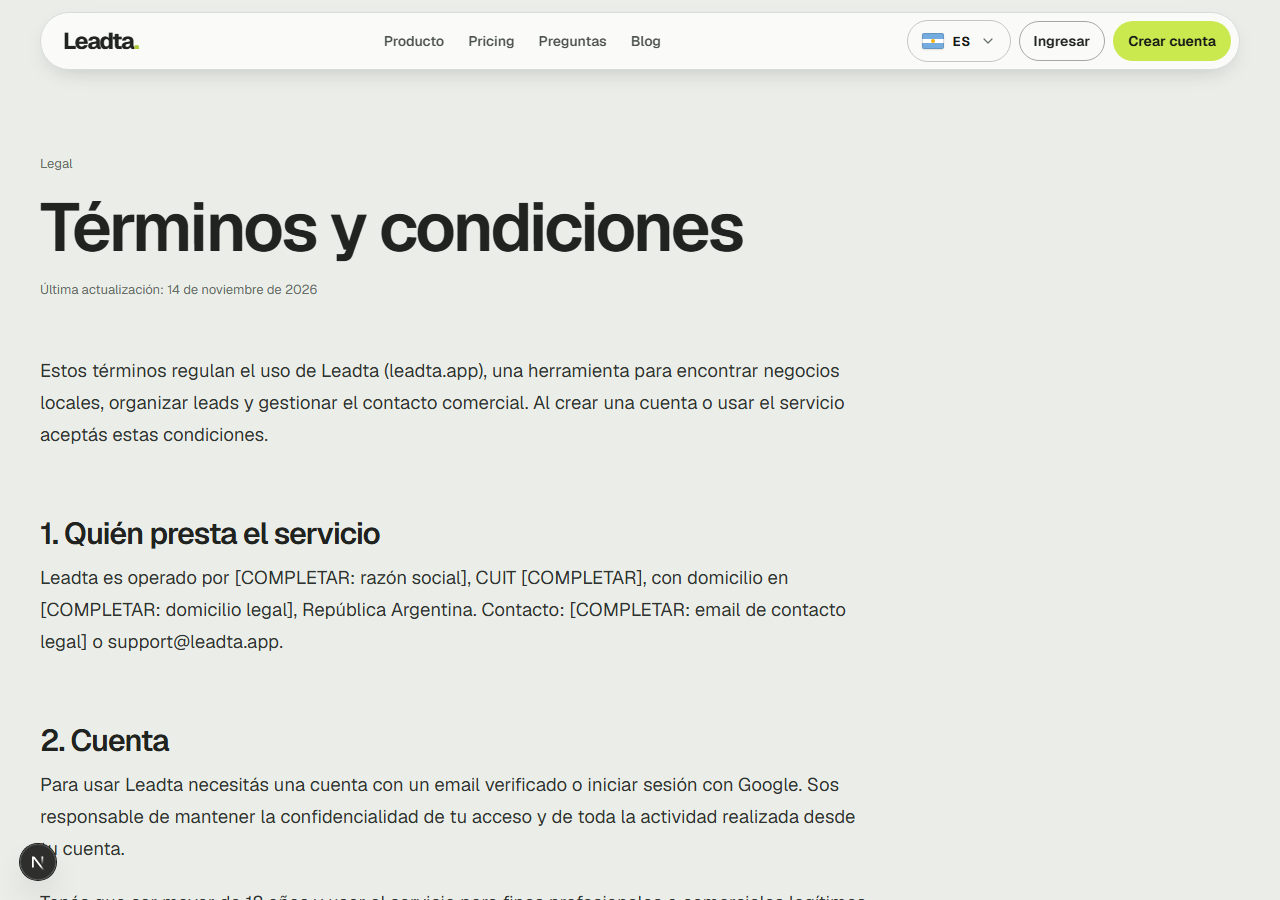 Leadta.
Producto Pricing Preguntas Blog
ES
Ingresar
Crear cuenta
Legal
Términos y condiciones
Última actualización: 14 de noviembre de 2026
Estos términos regulan el uso de Leadta (leadta.app), una herramienta para encontrar negocios
locales, organizar leads y gestionar el contacto comercial. Al crear una cuenta o usar el servicio
aceptás estas condiciones.
1. Quién presta el servicio
Leadta es operado por [COMPLETAR: razón social], CUIT [COMPLETAR], con domicilio en
[COMPLETAR: domicilio legal], República Argentina. Contacto: [COMPLETAR: email de contacto
legal] o support@leadta.app.
2. Cuenta
Para usar Leadta necesitás una cuenta con un email verificado o iniciar sesión con Google. Sos
responsable de mantener la confidencialidad de tu acceso y de toda la actividad realizada desde
tu cuenta.
N